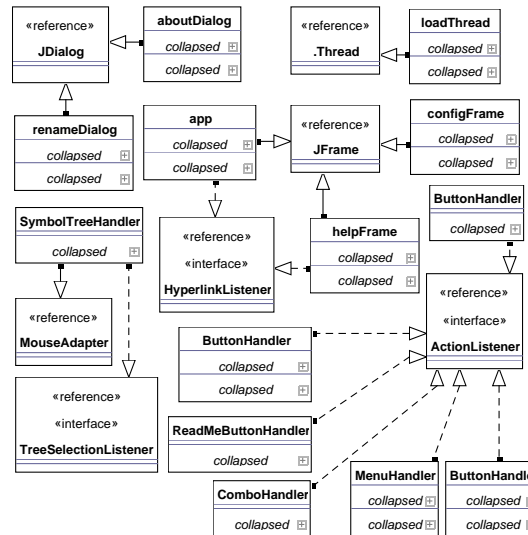 «reference»
JDialog
aboutDialog
collapsed
collapsed
«reference»
.Thread
loadThread
collapsed
collapsed
renameDialog
collapsed
collapsed
app
collapsed
collapsed
«reference»
JFrame
configFrame
collapsed
collapsed
SymbolTreeHandler
collapsed
«reference»
«interface»
HyperlinkListener
helpFrame
collapsed
collapsed
ButtonHandler
collapsed
«reference»
MouseAdapter
«reference»
«interface»
ActionListener
ButtonHandler
collapsed
collapsed
«reference»
«interface»
TreeSelectionListener
ReadMeButtonHandler
collapsed
ComboHandler
collapsed
MenuHandler
collapsed
collapsed
ButtonHandl
collapsed
collapsed